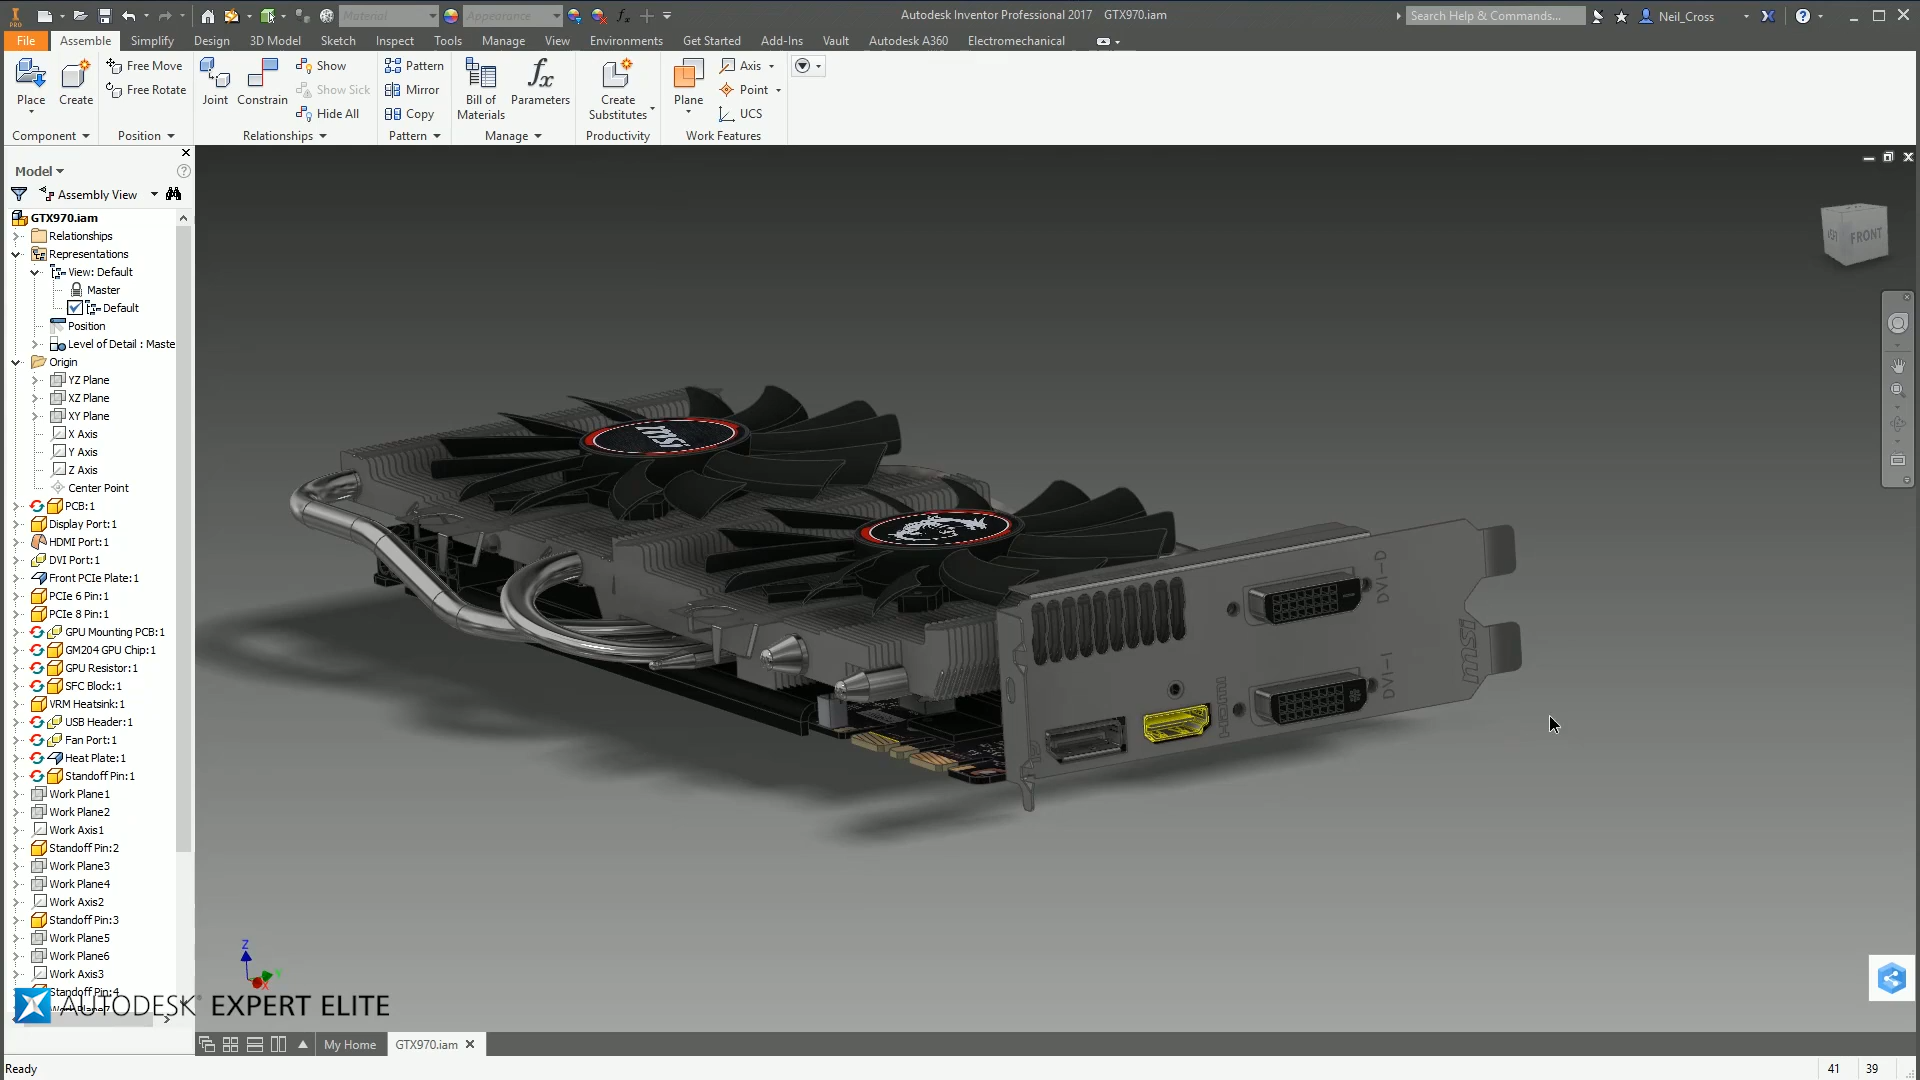 Material
Appearance
Autodesk Inventor Professional 2017 GTX970.iam
Search Help & Commands...
Neil_Cross
File Assemble Simplify Design 3D Model Sketch Inspect Tools Manage View Environments Get Started Add-Ins Vault Autodesk A360 Electromechanical
Place
Create
Component
Free Move
Free Rotate
Position
Joint
Constrain
Show
Show Sick
Hide All
Relationships
Pattern
Mirror
Copy
Pattern
Bill of
Materials
Parameters
Manage
Create
Substitutes
Productivity
Plane
Axis
Point
UCS
Work Features
Model
Assembly View
GTX970.iam
Relationships
Representations
View: Default
Master
Default
Position
Level of Detail : Maste
Origin
YZ Plane
XZ Plane
XY Plane
X Axis
Y Axis
Z Axis
Center Point
PCB:1
Display Port:1
HDMI Port:1
DVI Port:1
Front PCIe Plate:1
PCIe 6 Pin:1
PCIe 8 Pin:1
GPU Mounting PCB:1
GM204 GPU Chip:1
GPU Resistor:1
SFC Block:1
VRM Heatsink:1
USB Header:1
Fan Port:1
Heat Plate:1
Standoff Pin:1
Work Plane1
Work Plane2
Work Axis1
Standoff Pin:2
Work Plane3
Work Plane4
Work Axis2
Standoff Pin:3
Work Plane5
Work Plane6
Work Axis3
Standoff Pin:4
FRONT
msi
DVI-D
DVI-I
HDMI
msi
Z
X
AUTODESK EXPERT ELITE
My Home
GTX970.iam
Ready
41 39